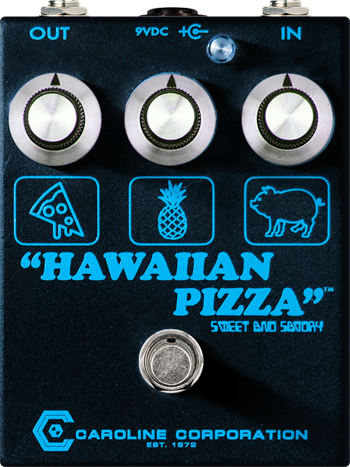 OUT 9VDC IN
“HAWAIIAN
PIZZA”™
SWEET AND SAVORY
CAROLINE CORPORATION
EST. 1972